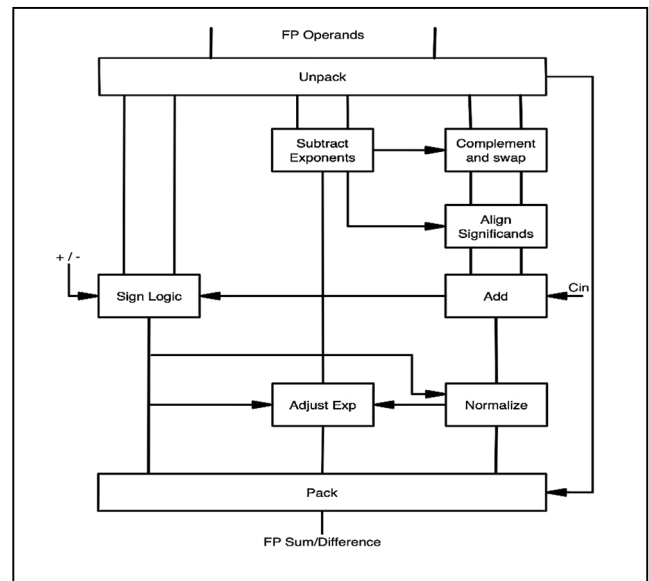 FP Operands
Unpack
Subtract
Exponents
Complement
and swap
Align
Significands
+ / -
Sign Logic
Add
Cin
Adjust Exp
Normalize
Pack
FP Sum/Difference